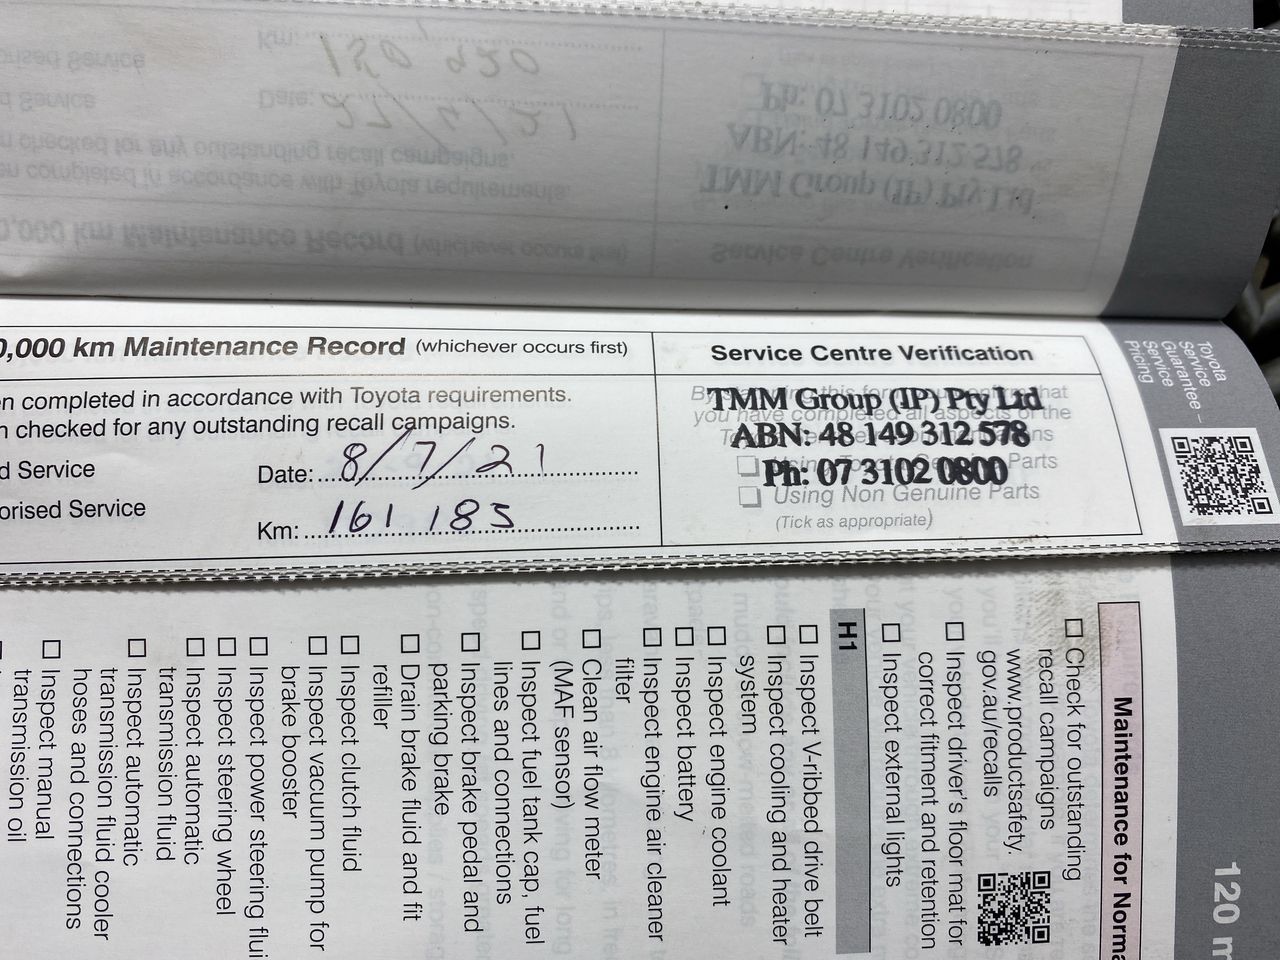 0,000 km Maintenance Record (whichever occurs first)
en completed in accordance with Toyota requirements.
n checked for any outstanding recall campaigns.
d Service
Date: 8/7/21
orised Service
Km: 161 185
Service Centre Verification
TMM Group (IP) Pty Ltd
ABN: 48 149 312 578
Ph: 07 3102 0800
Using Non Genuine Parts
(Tick as appropriate)
Toyota
Service
Guarantee –
Service
Pricing
120 m
Maintenance for Norma
☐ Check for outstanding
recall campaigns
www.productsafety.
gov.au/recalls
☐ Inspect driver's floor mat for
correct fitment and retention
☐ Inspect external lights
H1
☐ Inspect V-ribbed drive belt
☐ Inspect cooling and heater
system
☐ Inspect engine coolant
☐ Inspect battery
☐ Inspect engine air cleaner
filter
☐ Clean air flow meter
(MAF sensor)
☐ Inspect fuel tank cap, fuel
lines and connections
☐ Inspect brake pedal and
parking brake
☐ Drain brake fluid and fit
refiller
☐ Inspect clutch fluid
☐ Inspect vacuum pump for
brake booster
☐ Inspect power steering flui
☐ Inspect steering wheel
☐ Inspect automatic
transmission fluid
☐ Inspect automatic
transmission fluid cooler
hoses and connections
☐ Inspect manual
transmission oil